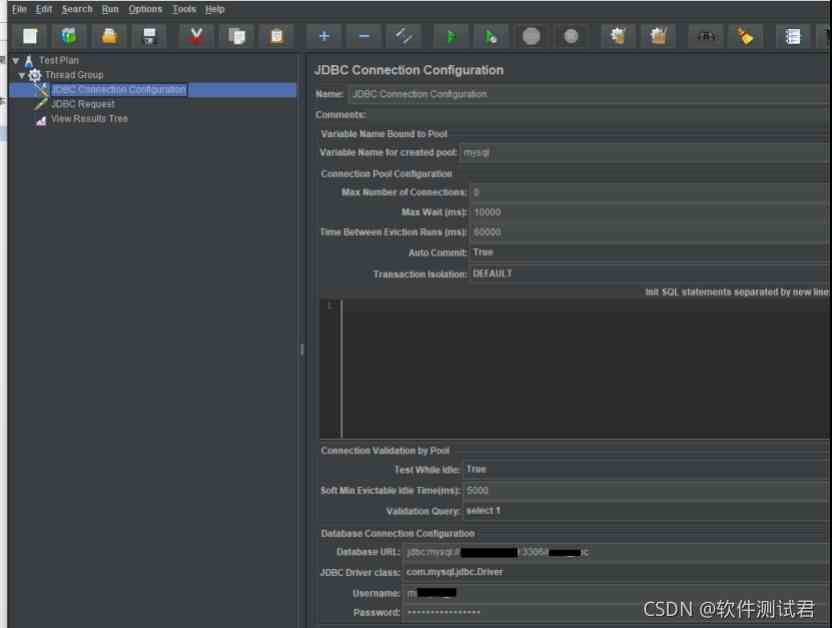 File Edit Search Run Options Tools Help
Test Plan
Thread Group
JDBC Connection Configuration
JDBC Request
View Results Tree
JDBC Connection Configuration
Name: JDBC Connection Configuration
Comments:
Variable Name Bound to Pool
Variable Name for created pool: mysql
Connection Pool Configuration
Max Number of Connections: 0
Max Wait (ms): 10000
Time Between Eviction Runs (ms): 60000
Auto Commit: True
Transaction Isolation: DEFAULT
Init SQL statements separated by new line
1
Connection Validation by Pool
Test While Idle: True
Soft Min Evictable Idle Time(ms): 5000
Validation Query: select 1
Database Connection Configuration
Database URL: jdbc:mysql:// :3306/
JDBC Driver class: com.mysql.jdbc.Driver
Username: m
Password: ----------------
CSDN @软件测试君